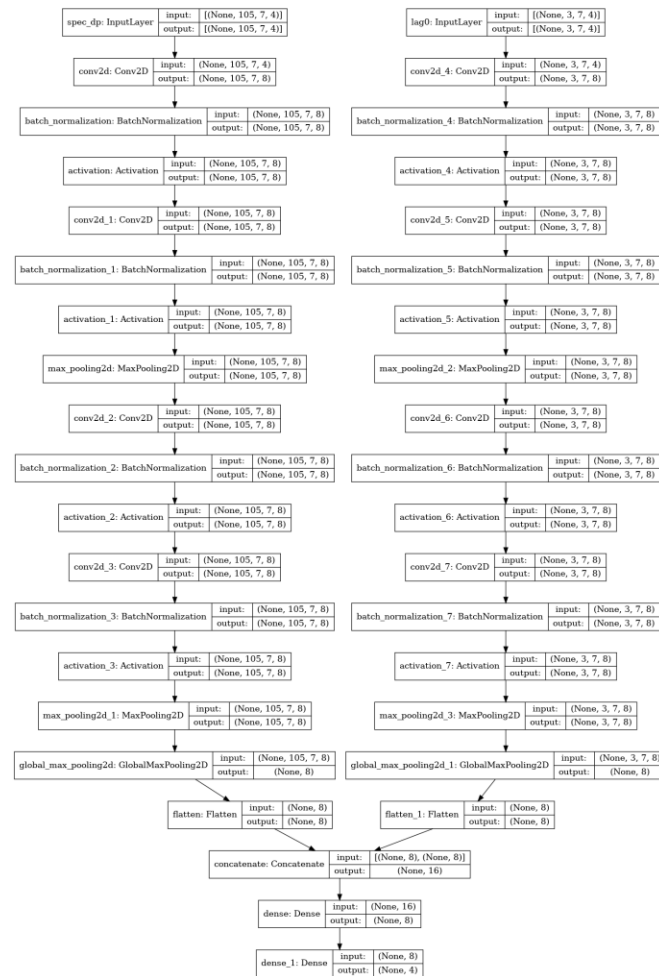 spec_dp: InputLayer input: [(None, 105, 7, 4)]
output: [(None, 105, 7, 4)]
lag0: InputLayer input: [(None, 3, 7, 4)]
output: [(None, 3, 7, 4)]
conv2d: Conv2D input: (None, 105, 7, 4)
output: (None, 105, 7, 8)
conv2d_4: Conv2D input: (None, 3, 7, 4)
output: (None, 3, 7, 8)
batch_normalization: BatchNormalization input: (None, 105, 7, 8)
output: (None, 105, 7, 8)
batch_normalization_4: BatchNormalization input: (None, 3, 7, 8)
output: (None, 3, 7, 8)
activation: Activation input: (None, 105, 7, 8)
output: (None, 105, 7, 8)
activation_4: Activation input: (None, 3, 7, 8)
output: (None, 3, 7, 8)
conv2d_1: Conv2D input: (None, 105, 7, 8)
output: (None, 105, 7, 8)
conv2d_5: Conv2D input: (None, 3, 7, 8)
output: (None, 3, 7, 8)
batch_normalization_1: BatchNormalization input: (None, 105, 7, 8)
output: (None, 105, 7, 8)
batch_normalization_5: BatchNormalization input: (None, 3, 7, 8)
output: (None, 3, 7, 8)
activation_1: Activation input: (None, 105, 7, 8)
output: (None, 105, 7, 8)
activation_5: Activation input: (None, 3, 7, 8)
output: (None, 3, 7, 8)
max_pooling2d: MaxPooling2D input: (None, 105, 7, 8)
output: (None, 105, 7, 8)
max_pooling2d_2: MaxPooling2D input: (None, 3, 7, 8)
output: (None, 3, 7, 8)
conv2d_2: Conv2D input: (None, 105, 7, 8)
output: (None, 105, 7, 8)
conv2d_6: Conv2D input: (None, 3, 7, 8)
output: (None, 3, 7, 8)
batch_normalization_2: BatchNormalization input: (None, 105, 7, 8)
output: (None, 105, 7, 8)
batch_normalization_6: BatchNormalization input: (None, 3, 7, 8)
output: (None, 3, 7, 8)
activation_2: Activation input: (None, 105, 7, 8)
output: (None, 105, 7, 8)
activation_6: Activation input: (None, 3, 7, 8)
output: (None, 3, 7, 8)
conv2d_3: Conv2D input: (None, 105, 7, 8)
output: (None, 105, 7, 8)
conv2d_7: Conv2D input: (None, 3, 7, 8)
output: (None, 3, 7, 8)
batch_normalization_3: BatchNormalization input: (None, 105, 7, 8)
output: (None, 105, 7, 8)
batch_normalization_7: BatchNormalization input: (None, 3, 7, 8)
output: (None, 3, 7, 8)
activation_3: Activation input: (None, 105, 7, 8)
output: (None, 105, 7, 8)
activation_7: Activation input: (None, 3, 7, 8)
output: (None, 3, 7, 8)
max_pooling2d_1: MaxPooling2D input: (None, 105, 7, 8)
output: (None, 105, 7, 8)
max_pooling2d_3: MaxPooling2D input: (None, 3, 7, 8)
output: (None, 3, 7, 8)
global_max_pooling2d: GlobalMaxPooling2D input: (None, 105, 7, 8)
output: (None, 8)
global_max_pooling2d_1: GlobalMaxPooling2D input: (None, 3, 7, 8)
output: (None, 8)
flatten: Flatten input: (None, 8)
output: (None, 8)
flatten_1: Flatten input: (None, 8)
output: (None, 8)
concatenate: Concatenate input: [(None, 8), (None, 8)]
output: (None, 16)
dense: Dense input: (None, 16)
output: (None, 8)
dense_1: Dense input: (None, 8)
output: (None, 4)